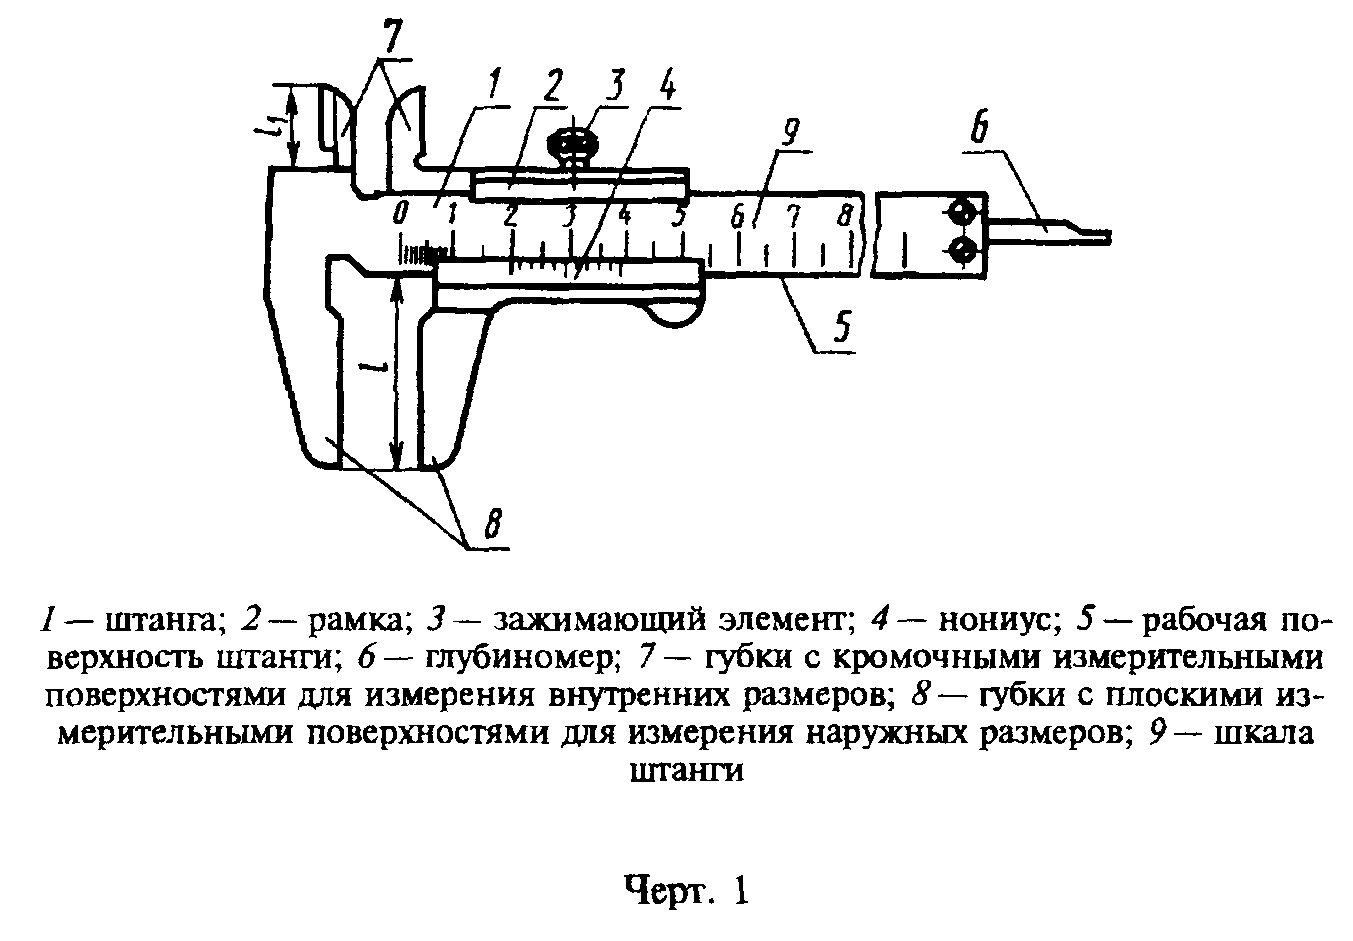 7
1 2 3 4
9 6
l₁
0 1 2 3 4 5 6 7 8
5
l
8
1 — штанга; 2 — рамка; 3 — зажимающий элемент; 4 — нониус; 5 — рабочая по-
верхность штанги; 6 — глубиномер; 7 — губки с кромочными измерительными
поверхностями для измерения внутренних размеров; 8 — губки с плоскими из-
мерительными поверхностями для измерения наружных размеров; 9 — шкала
штанги
Черт. 1